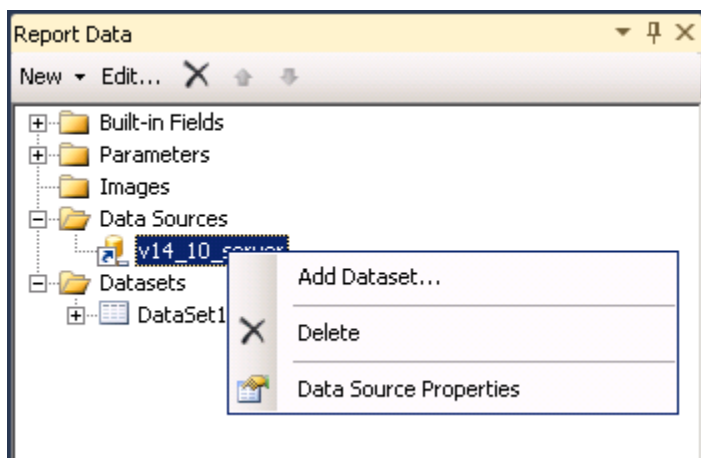 Report Data
New Edit...
Built-in Fields
Parameters
Images
Data Sources
v14_10_server
Add Dataset...
Datasets
DataSet1
Delete
Data Source Properties